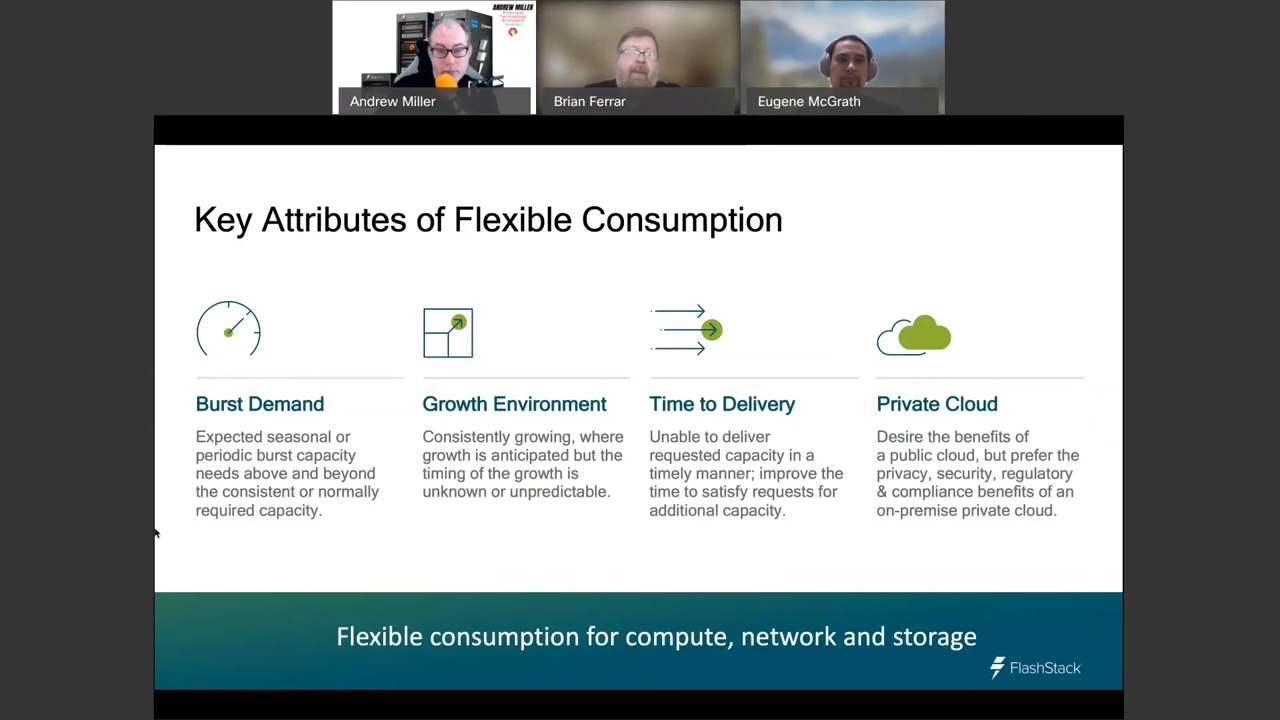 ANDREW MILLER
Principal
Technology
Strategist
Andrew Miller
Brian Ferrar
Eugene McGrath
Key Attributes of Flexible Consumption
Burst Demand
Expected seasonal or
periodic burst capacity
needs above and beyond
the consistent or normally
required capacity.
Growth Environment
Consistently growing, where
growth is anticipated but the
timing of the growth is
unknown or unpredictable.
Time to Delivery
Unable to deliver
requested capacity in a
timely manner; improve the
time to satisfy requests for
additional capacity.
Private Cloud
Desire the benefits of
a public cloud, but prefer the
privacy, security, regulatory
& compliance benefits of an
on-premise private cloud.
Flexible consumption for compute, network and storage
FlashStack